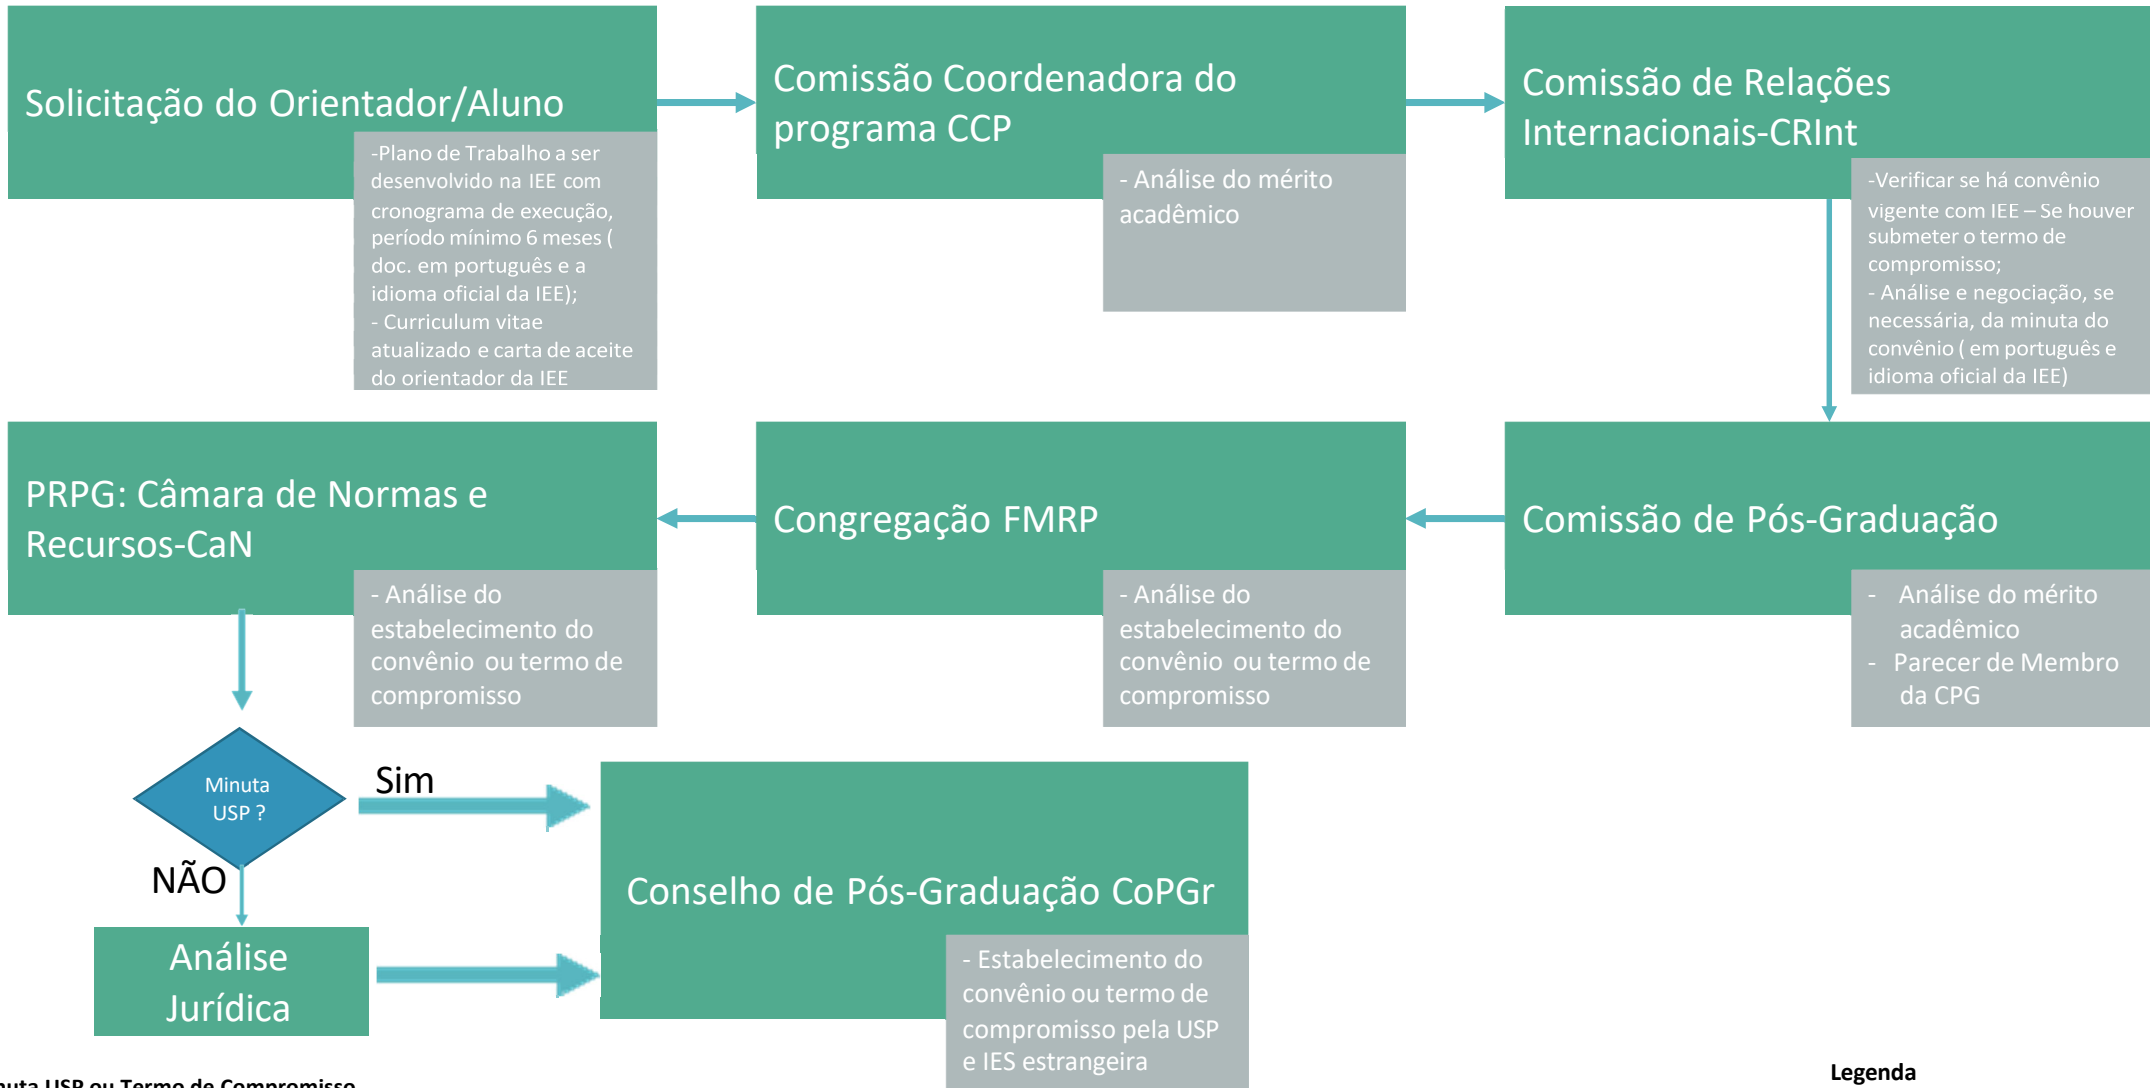 Solicitação do Orientador/Aluno
-Plano de Trabalho a ser
desenvolvido na IEE com
cronograma de execução,
período mínimo 6 meses (
doc. em português e a
idioma oficial da IEE);
- Curriculum vitae
atualizado e carta de aceite
do orientador da IEE
Comissão Coordenadora do
programa CCP
- Análise do mérito
acadêmico
Comissão de Relações
Internacionais-CRInt
-Verificar se há convênio
vigente com IEE – Se houver
submeter o termo de
compromisso;
- Análise e negociação, se
necessária, da minuta do
convênio ( em português e
idioma oficial da IEE)
Comissão de Pós-Graduação
- Análise do mérito
acadêmico
- Parecer de Membro
da CPG
Congregação FMRP
- Análise do
estabelecimento do
convênio ou termo de
compromisso
PRPG: Câmara de Normas e
Recursos-CaN
- Análise do
estabelecimento do
convênio ou termo de
compromisso
Minuta
USP ?
Sim
NÃO
Análise
Jurídica
Conselho de Pós-Graduação CoPGr
- Estabelecimento do
convênio ou termo de
compromisso pela USP
e IES estrangeira
USP ou Termo de Compromisso
Legenda